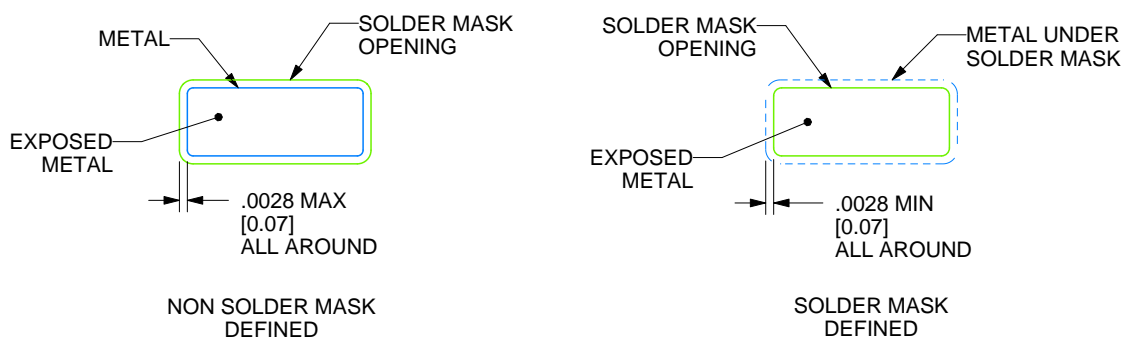 METAL
SOLDER MASK
OPENING
EXPOSED
METAL
.0028 MAX
[0.07]
ALL AROUND
NON SOLDER MASK
DEFINED
SOLDER MASK
OPENING
METAL UNDER
SOLDER MASK
EXPOSED
METAL
.0028 MIN
[0.07]
ALL AROUND
SOLDER MASK
DEFINED